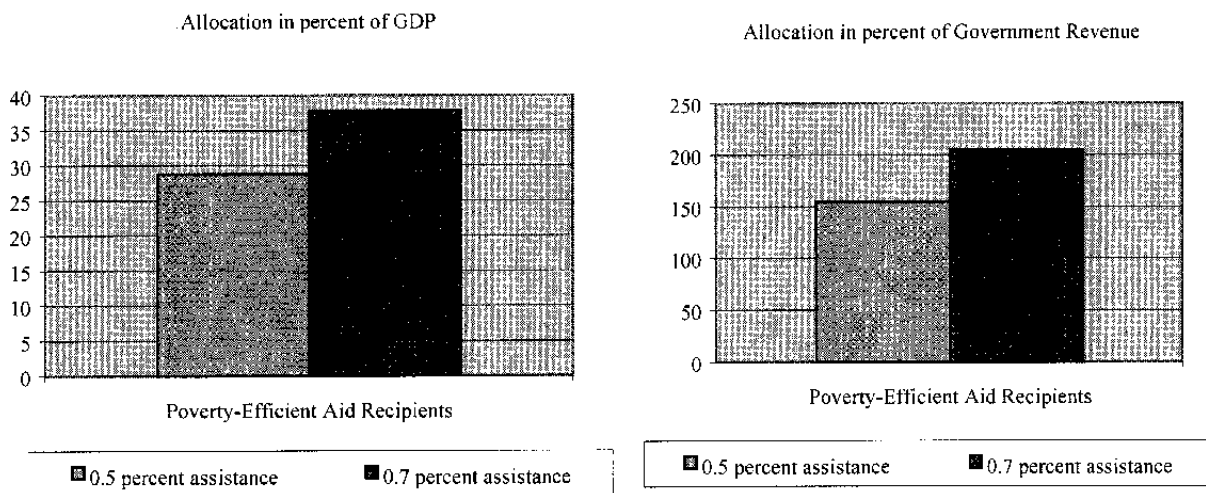 Allocation in percent of GDP
40
35
30
25
20
15
10
5
0
Poverty-Efficient Aid Recipients
0.5 percent assistance
0.7 percent assistance
Allocation in percent of Government Revenue
250
200
150
100
50
0
Poverty-Efficient Aid Recipients
0.5 percent assistance
0.7 percent assistance